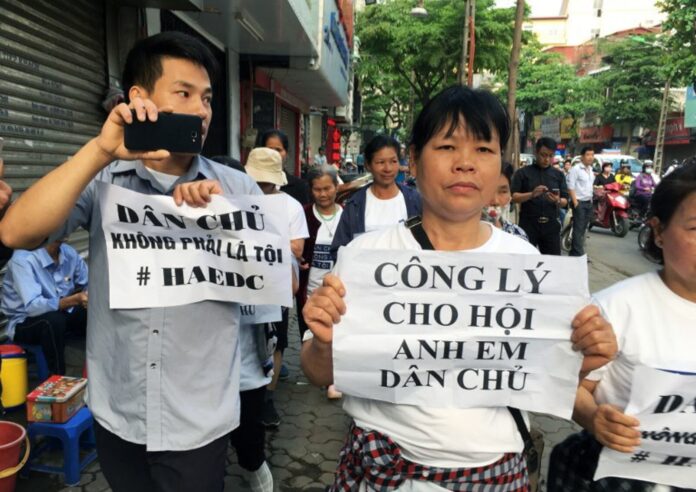 DÂN CHỦ
KHÔNG PHẢI LÀ TỘI
# HAEDC
CÔNG LÝ
CHO HỘI
ANH EM
DÂN CHỦ